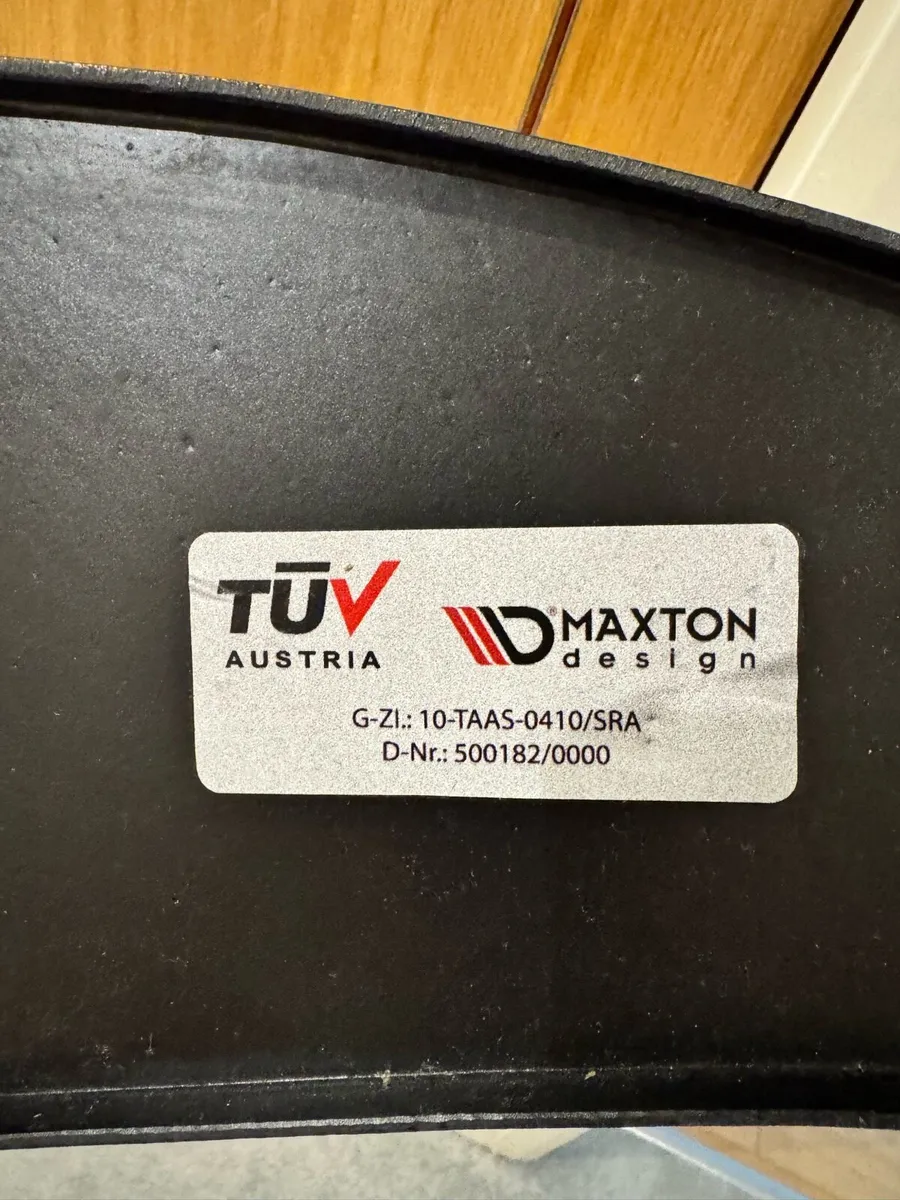 TÜV
AUSTRIA
MAXTON
design
G-Zl.: 10-TAAS-0410/SRA
D-Nr.: 500182/0000